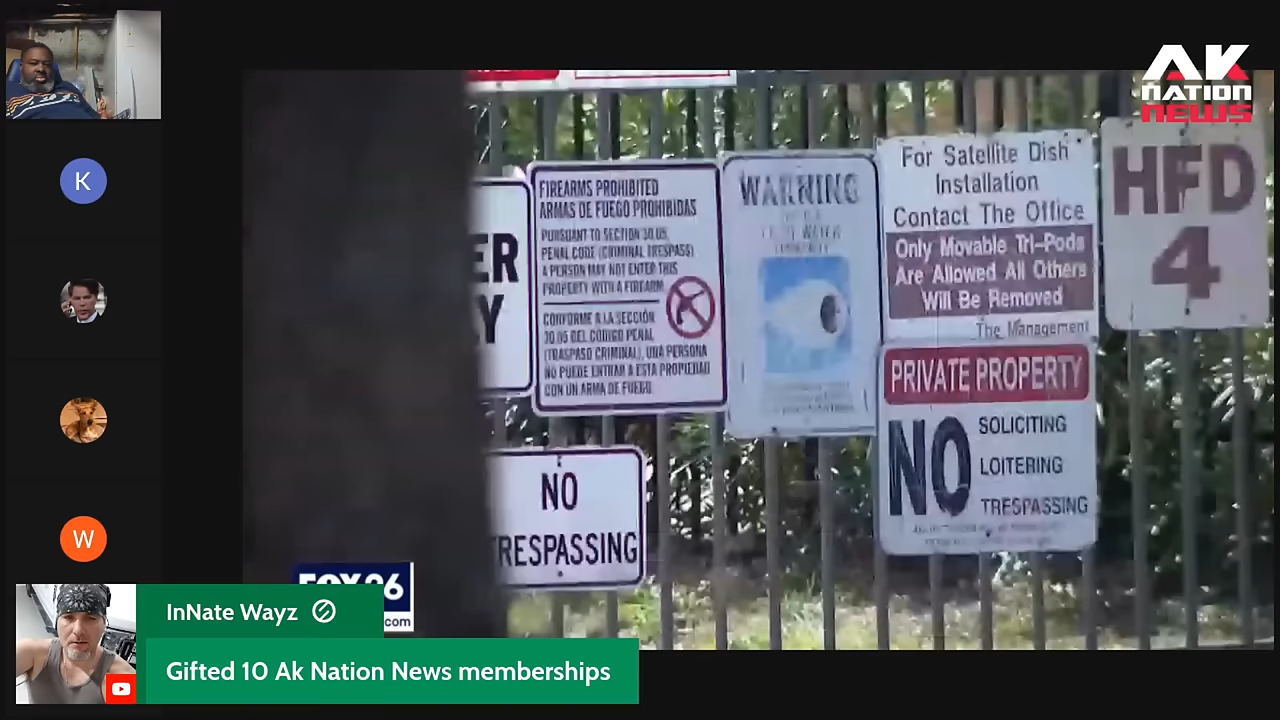 AK
NATION
NEWS
K
W
ER
Y
FIREARMS PROHIBITED
ARMAS DE FUEGO PROHIBIDAS
PURSUANT TO SECTION 30.05,
PENAL CODE (CRIMINAL TRESPASS)
A PERSON MAY NOT ENTER THIS
PROPERTY WITH A FIREARM
CONFORME A LA SECCIÓN
30.05 DEL CODIGO PENAL
(TRASPASO CRIMINAL), UNA PERSONA
NO PUEDE ENTRAR A ESTA PROPIEDAD
CON UN ARMA DE FUEGO
WARNING
For Satellite Dish
Installation
Contact The Office
Only Movable Tri-Pods
Are Allowed All Others
Will Be Removed
The Management
HFD
4
PRIVATE PROPERTY
NO SOLICITING
LOITERING
TRESPASSING
NO
RESPASSING
FOX 26
.com
InNate Wayz
Gifted 10 Ak Nation News memberships